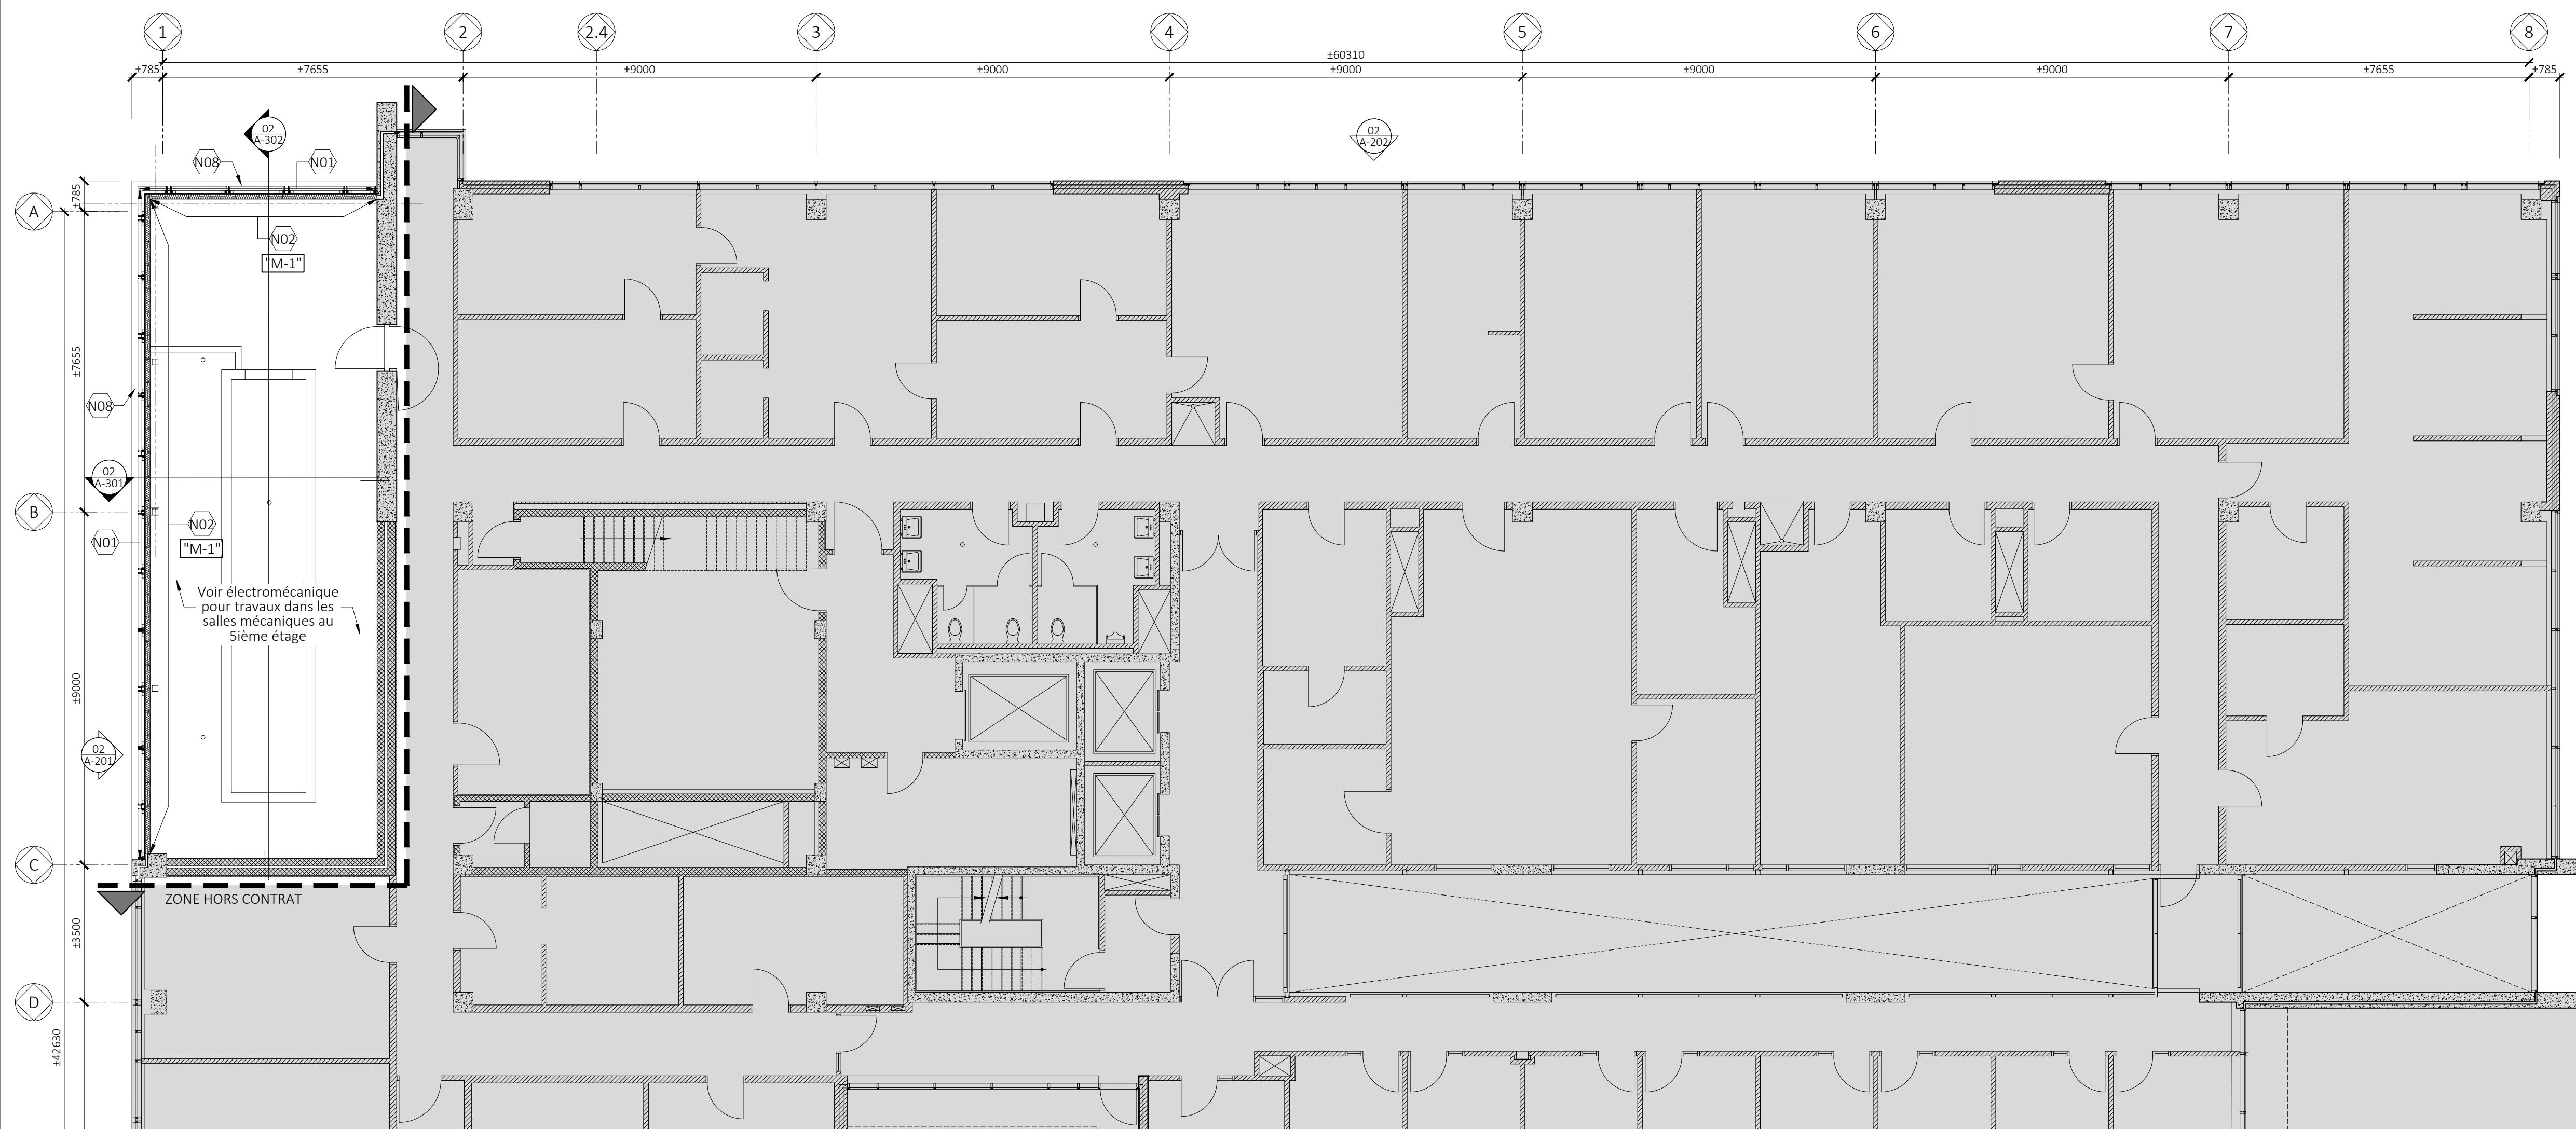 1 2 2.4 3 4 5 6 7 8
±60310
±785 ±7655 ±9000 ±9000 ±9000 ±9000 ±9000 ±7655 ±785
02
A-302
02
A-202
N08 N01
±785
A
N02
"M-1"
±7655
N08
02
A-301
B
N02
N01
"M-1"
Voir électromécanique
pour travaux dans les
salles mécaniques au
5ième étage
±9000
02
A-201
C
ZONE HORS CONTRAT
±3500
D
±42630